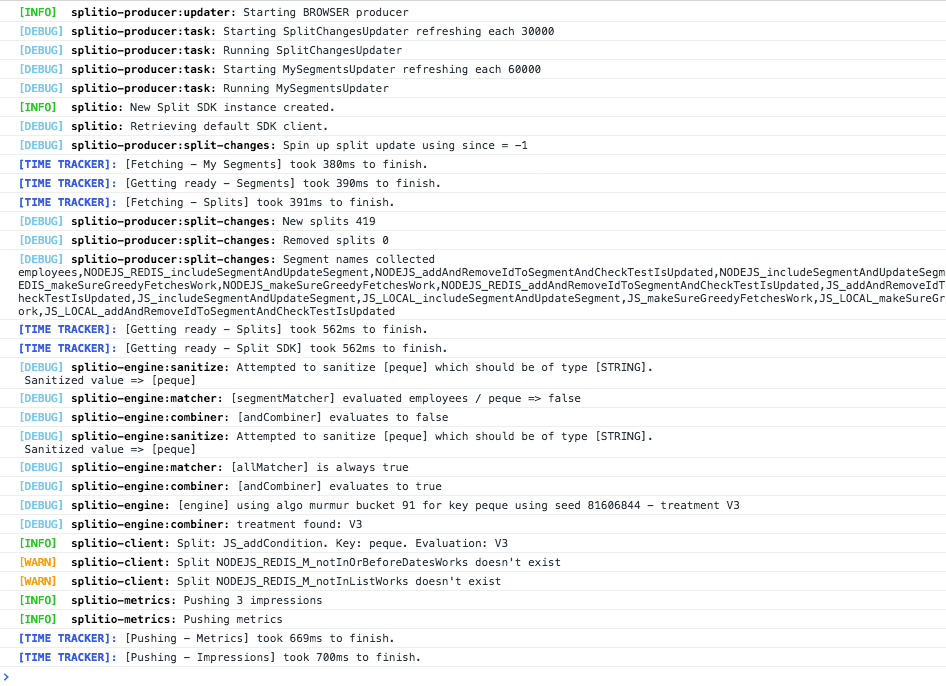 [INFO] splitio-producer:updater: Starting BROWSER producer
[DEBUG] splitio-producer:task: Starting SplitChangesUpdater refreshing each 30000
[DEBUG] splitio-producer:task: Running SplitChangesUpdater
[DEBUG] splitio-producer:task: Starting MySegmentsUpdater refreshing each 60000
[DEBUG] splitio-producer:task: Running MySegmentsUpdater
[INFO] splitio: New Split SDK instance created.
[DEBUG] splitio: Retrieving default SDK client.
[DEBUG] splitio-producer:split-changes: Spin up split update using since = -1
[TIME TRACKER]: [Fetching - My Segments] took 380ms to finish.
[TIME TRACKER]: [Getting ready - Segments] took 390ms to finish.
[TIME TRACKER]: [Fetching - Splits] took 391ms to finish.
[DEBUG] splitio-producer:split-changes: New splits 419
[DEBUG] splitio-producer:split-changes: Removed splits 0
[DEBUG] splitio-producer:split-changes: Segment names collected
employees,NODEJS_REDIS_includeSegmentAndUpdateSegment,NODEJS_addAndRemoveIdToSegmentAndCheckTestIsUpdated,NODEJS_includeSegmentAndUpdateSegm
EDIS_makeSureGreedyFetchesWork,NODEJS_makeSureGreedyFetchesWork,NODEJS_REDIS_addAndRemoveIdToSegmentAndCheckTestIsUpdated,JS_addAndRemoveIdT
heckTestIsUpdated,JS_includeSegmentAndUpdateSegment,JS_LOCAL_includeSegmentAndUpdateSegment,JS_makeSureGreedyFetchesWork,JS_LOCAL_makeSureGr
ork,JS_LOCAL_addAndRemoveIdToSegmentAndCheckTestIsUpdated
[TIME TRACKER]: [Getting ready - Splits] took 562ms to finish.
[TIME TRACKER]: [Getting ready - Split SDK] took 562ms to finish.
[DEBUG] splitio-engine:sanitize: Attempted to sanitize [peque] which should be of type [STRING].
Sanitized value => [peque]
[DEBUG] splitio-engine:matcher: [segmentMatcher] evaluated employees / peque => false
[DEBUG] splitio-engine:combiner: [andCombiner] evaluates to false
[DEBUG] splitio-engine:sanitize: Attempted to sanitize [peque] which should be of type [STRING].
Sanitized value => [peque]
[DEBUG] splitio-engine:matcher: [allMatcher] is always true
[DEBUG] splitio-engine:combiner: [andCombiner] evaluates to true
[DEBUG] splitio-engine: [engine] using algo murmur bucket 91 for key peque using seed 81606844 - treatment V3
[DEBUG] splitio-engine:combiner: treatment found: V3
[INFO] splitio-client: Split: JS_addCondition. Key: peque. Evaluation: V3
[WARN] splitio-client: Split NODEJS_REDIS_M_notInOrBeforeDatesWorks doesn't exist
[WARN] splitio-client: Split NODEJS_REDIS_M_notInListWorks doesn't exist
[INFO] splitio-metrics: Pushing 3 impressions
[INFO] splitio-metrics: Pushing metrics
[TIME TRACKER]: [Pushing - Metrics] took 669ms to finish.
[TIME TRACKER]: [Pushing - Impressions] took 700ms to finish.